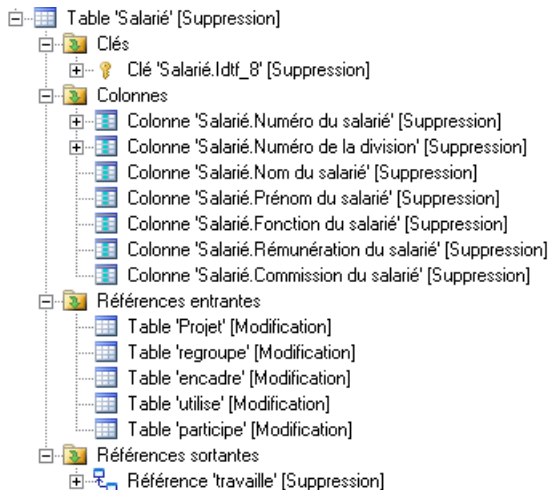 Table 'Salarié' [Suppression]
Clés
Clé 'Salarié.Idtf_8' [Suppression]
Colonnes
Colonne 'Salarié.Numéro du salarié' [Suppression]
Colonne 'Salarié.Numéro de la division' [Suppression]
Colonne 'Salarié.Nom du salarié' [Suppression]
Colonne 'Salarié.Prénom du salarié' [Suppression]
Colonne 'Salarié.Fonction du salarié' [Suppression]
Colonne 'Salarié.Rémunération du salarié' [Suppression]
Colonne 'Salarié.Commission du salarié' [Suppression]
Références entrantes
Table 'Projet' [Modification]
Table 'regroupe' [Modification]
Table 'encadre' [Modification]
Table 'utilise' [Modification]
Table 'participe' [Modification]
Références sortantes
Référence 'travaille' [Suppression]